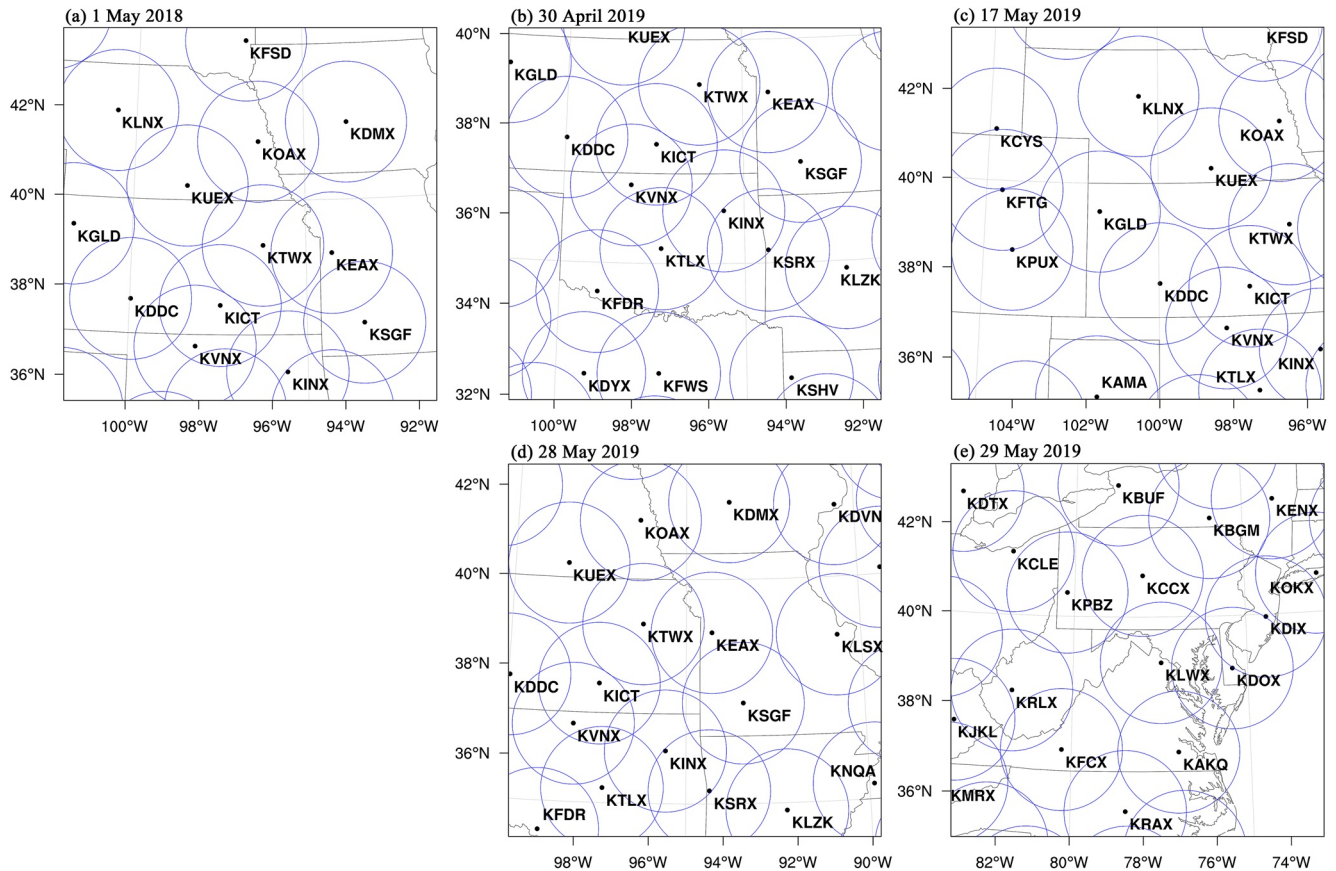 (a) 1 May 2018
KFSD
42°N
KLNX
KDMX
KOAX
40°N
KUEX
KGLD
KTWX
KEAX
38°N
KDDC
KICT
KSGF
KVNX
36°N
KINX
100°W 98°W 96°W 94°W 92°W
(b) 30 April 2019
40°N
KUEX
KGLD
KTWX
KEAX
38°N
KDDC
KICT
KSGF
KVNX
36°N
KINX
KTLX
KSRX
KLZK
34°N
KFDR
32°N
KDYX
KFWS
KSHV
100°W 98°W 96°W 94°W 92°W
(c) 17 May 2019
KFSD
42°N
KLNX
KOAX
KCYS
40°N
KUEX
KFTG
KGLD
KTWX
KPUX
38°N
KDDC
KICT
KVNX
36°N
KINX
KTLX
KAMA
104°W 102°W 100°W 98°W 96°W
(d) 28 May 2019
42°N
KDMX
KDVN
KOAX
40°N
KUEX
KTWX
KEAX
KLSX
38°N
KDDC
KICT
KSGF
KVNX
36°N
KINX
KNQA
KTLX
KSRX
KFDR
KLZK
98°W 96°W 94°W 92°W 90°W
(e) 29 May 2019
KDTX
KBUF
KENX
42°N
KBGM
KCLE
KCCX
KOKX
KPBZ
40°N
KDIX
KLWX
KDOX
38°N
KRLX
KJKL
KFCX
KAKQ
36°N
KMRX
KRAX
82°W 80°W 78°W 76°W 74°W